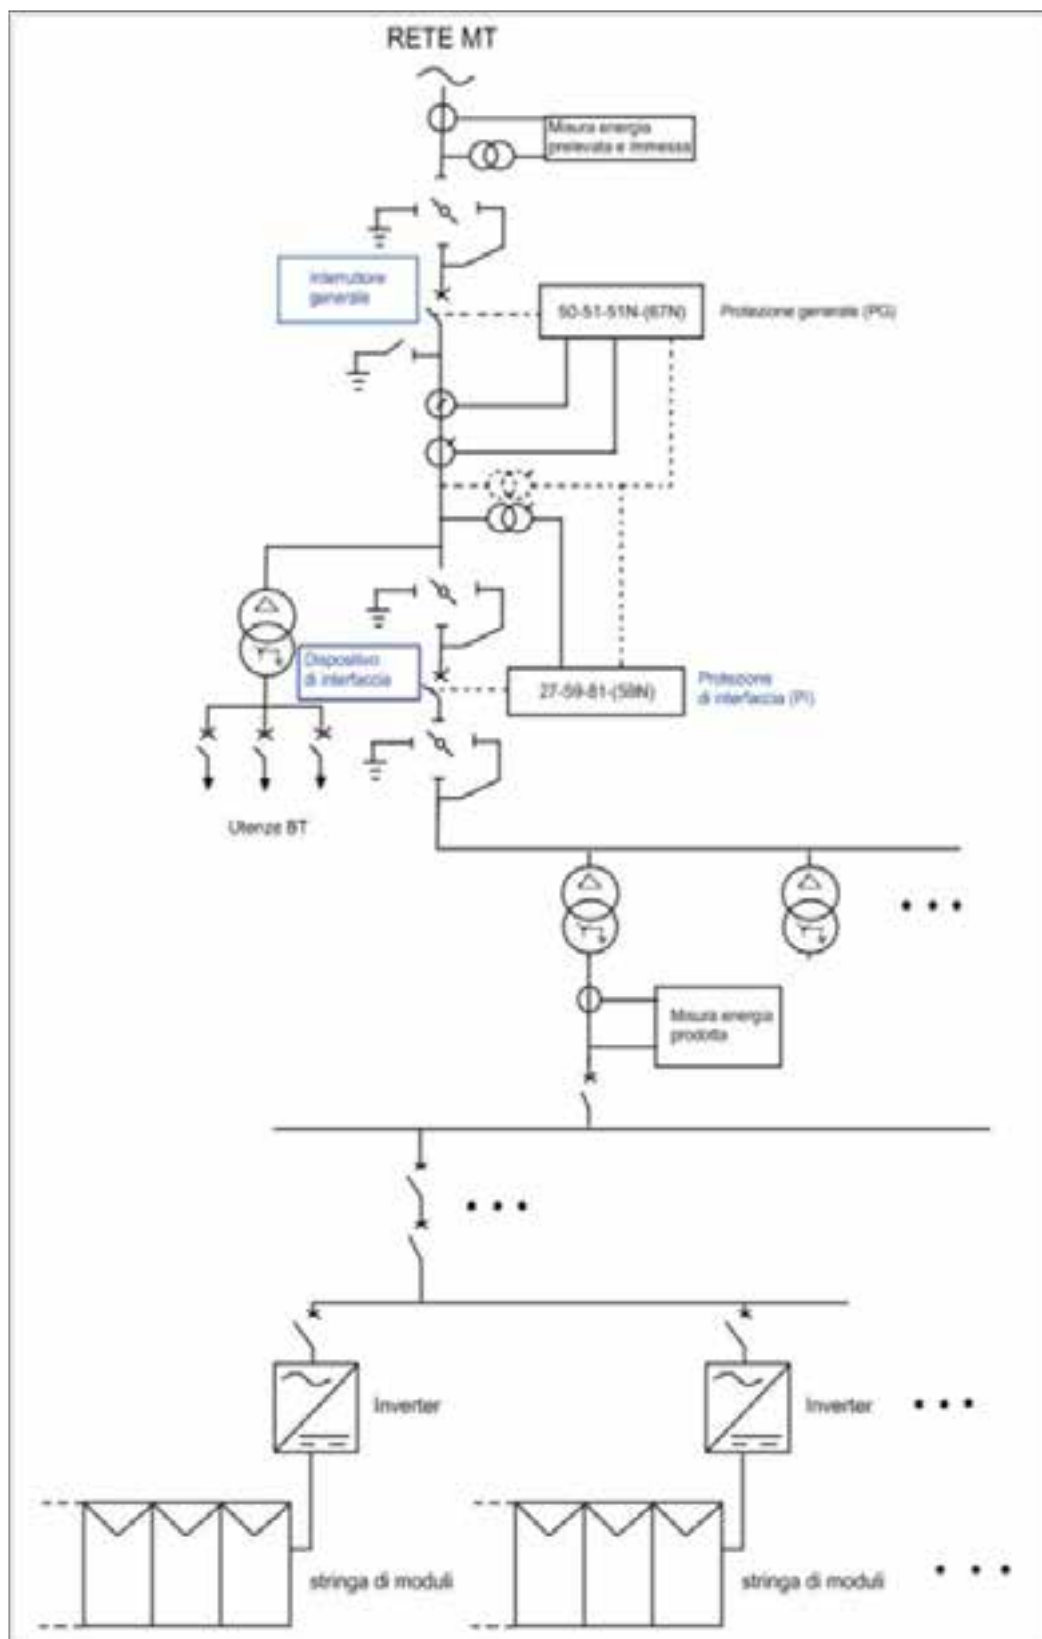 RETE MT
Misura energia
prelevata e immessa
Interruttore
generale
50-51-51N-(67N)
Protezione generale (PG)
Dispositivo
di interfaccia
27-59-81-(59N)
Protezione
di interfaccia (PI)
Utenze BT
Misura energia
prodotta
Inverter
Inverter
stringa di moduli
stringa di moduli